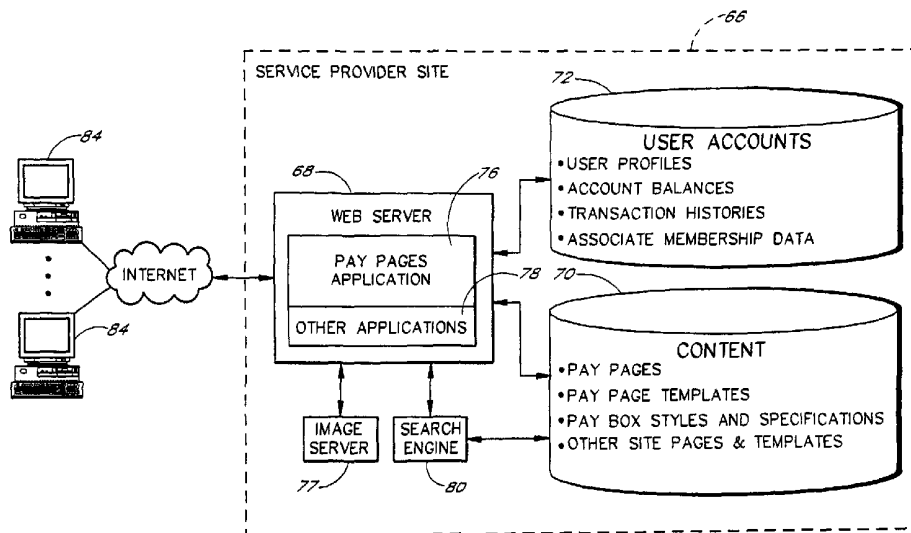 66
SERVICE PROVIDER SITE
72
USER ACCOUNTS
•USER PROFILES
•ACCOUNT BALANCES
•TRANSACTION HISTORIES
•ASSOCIATE MEMBERSHIP DATA
84
68
76
WEB SERVER
PAY PAGES
APPLICATION
78
OTHER APPLICATIONS
INTERNET
84
70
CONTENT
•PAY PAGES
•PAY PAGE TEMPLATES
•PAY BOX STYLES AND SPECIFICATIONS
•OTHER SITE PAGES & TEMPLATES
IMAGE
SERVER
77
SEARCH
ENGINE
80